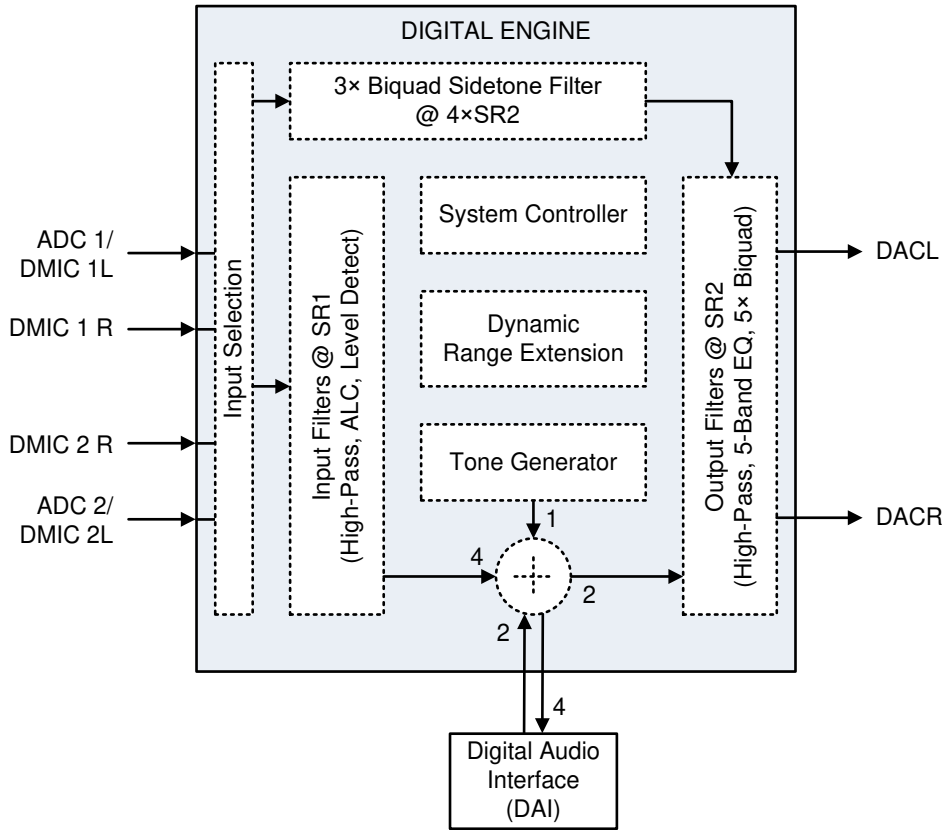 DIGITAL ENGINE
3× Biquad Sidetone Filter
@ 4×SR2
ADC 1/
DMIC 1L
DMIC 1 R
DMIC 2 R
ADC 2/
DMIC 2L
Input Selection
Input Filters @ SR1
(High-Pass, ALC, Level Detect)
System Controller
Dynamic
Range Extension
Tone Generator
1
4
2
2
4
Output Filters @ SR2
(High-Pass, 5-Band EQ, 5× Biquad)
DACL
DACR
Digital Audio
Interface
(DAI)